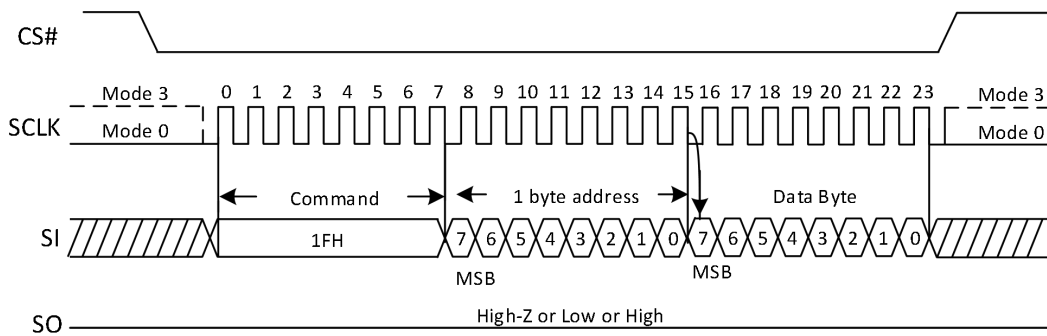 CS#
0 1 2 3 4 5 6 7 8 9 10 11 12 13 14 15 16 17 18 19 20 21 22 23
Mode 3 Mode 3
SCLK Mode 0 Mode 0
Command 1 byte address Data Byte
SI 1FH 7 6 5 4 3 2 1 0 7 6 5 4 3 2 1 0
MSB MSB
High-Z or Low or High
SO